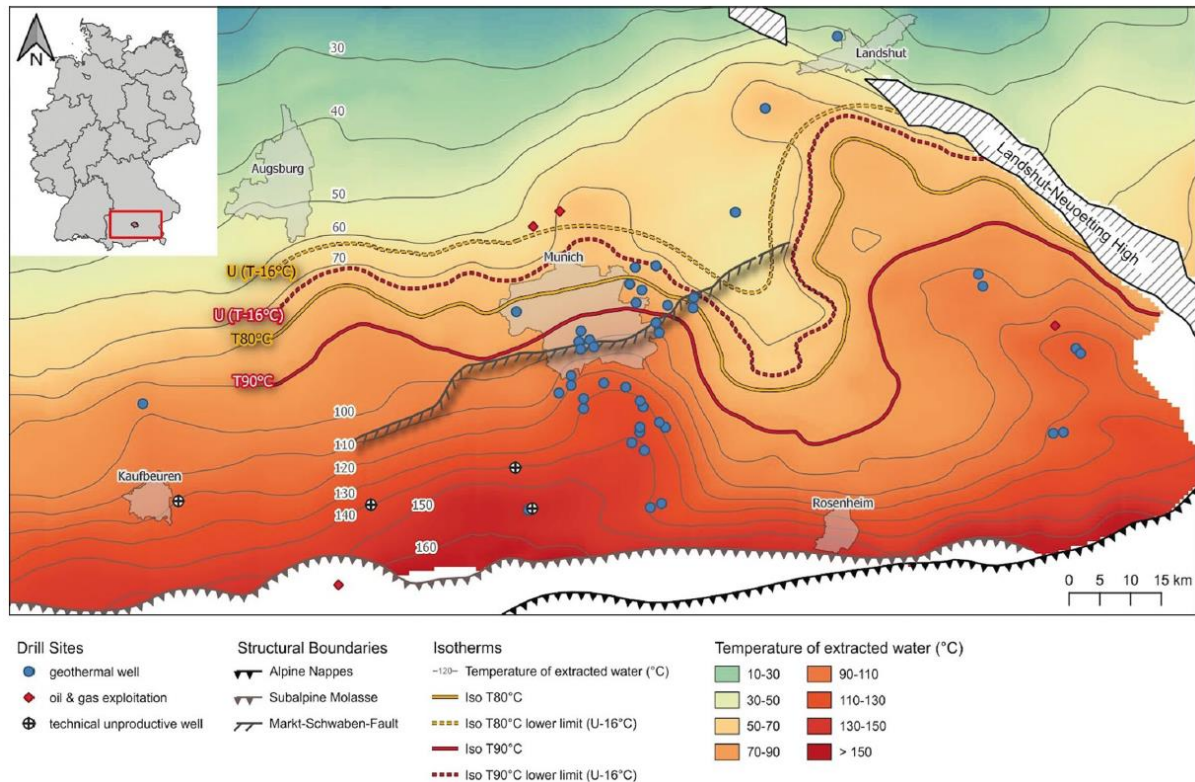 N
30
40
50
60
70
Landshut
Augsburg
Landshut-Neuoetting High
U (T-16°C)
Munich
U (T-16°C)
T80°C
T90°C
100
110
120
130
140
150
160
Kaufbeuren
Rosenheim
0 5 10 15 km
Drill Sites
geothermal well
oil & gas exploitation
technical unproductive well
Structural Boundaries
Alpine Nappes
Subalpine Molasse
Markt-Schwaben-Fault
Isotherms
-120- Temperature of extracted water (°C)
Iso T80°C
Iso T80°C lower limit (U-16°C)
Iso T90°C
Iso T90°C lower limit (U-16°C)
Temperature of extracted water (°C)
10-30
30-50
50-70
70-90
90-110
110-130
130-150
> 150